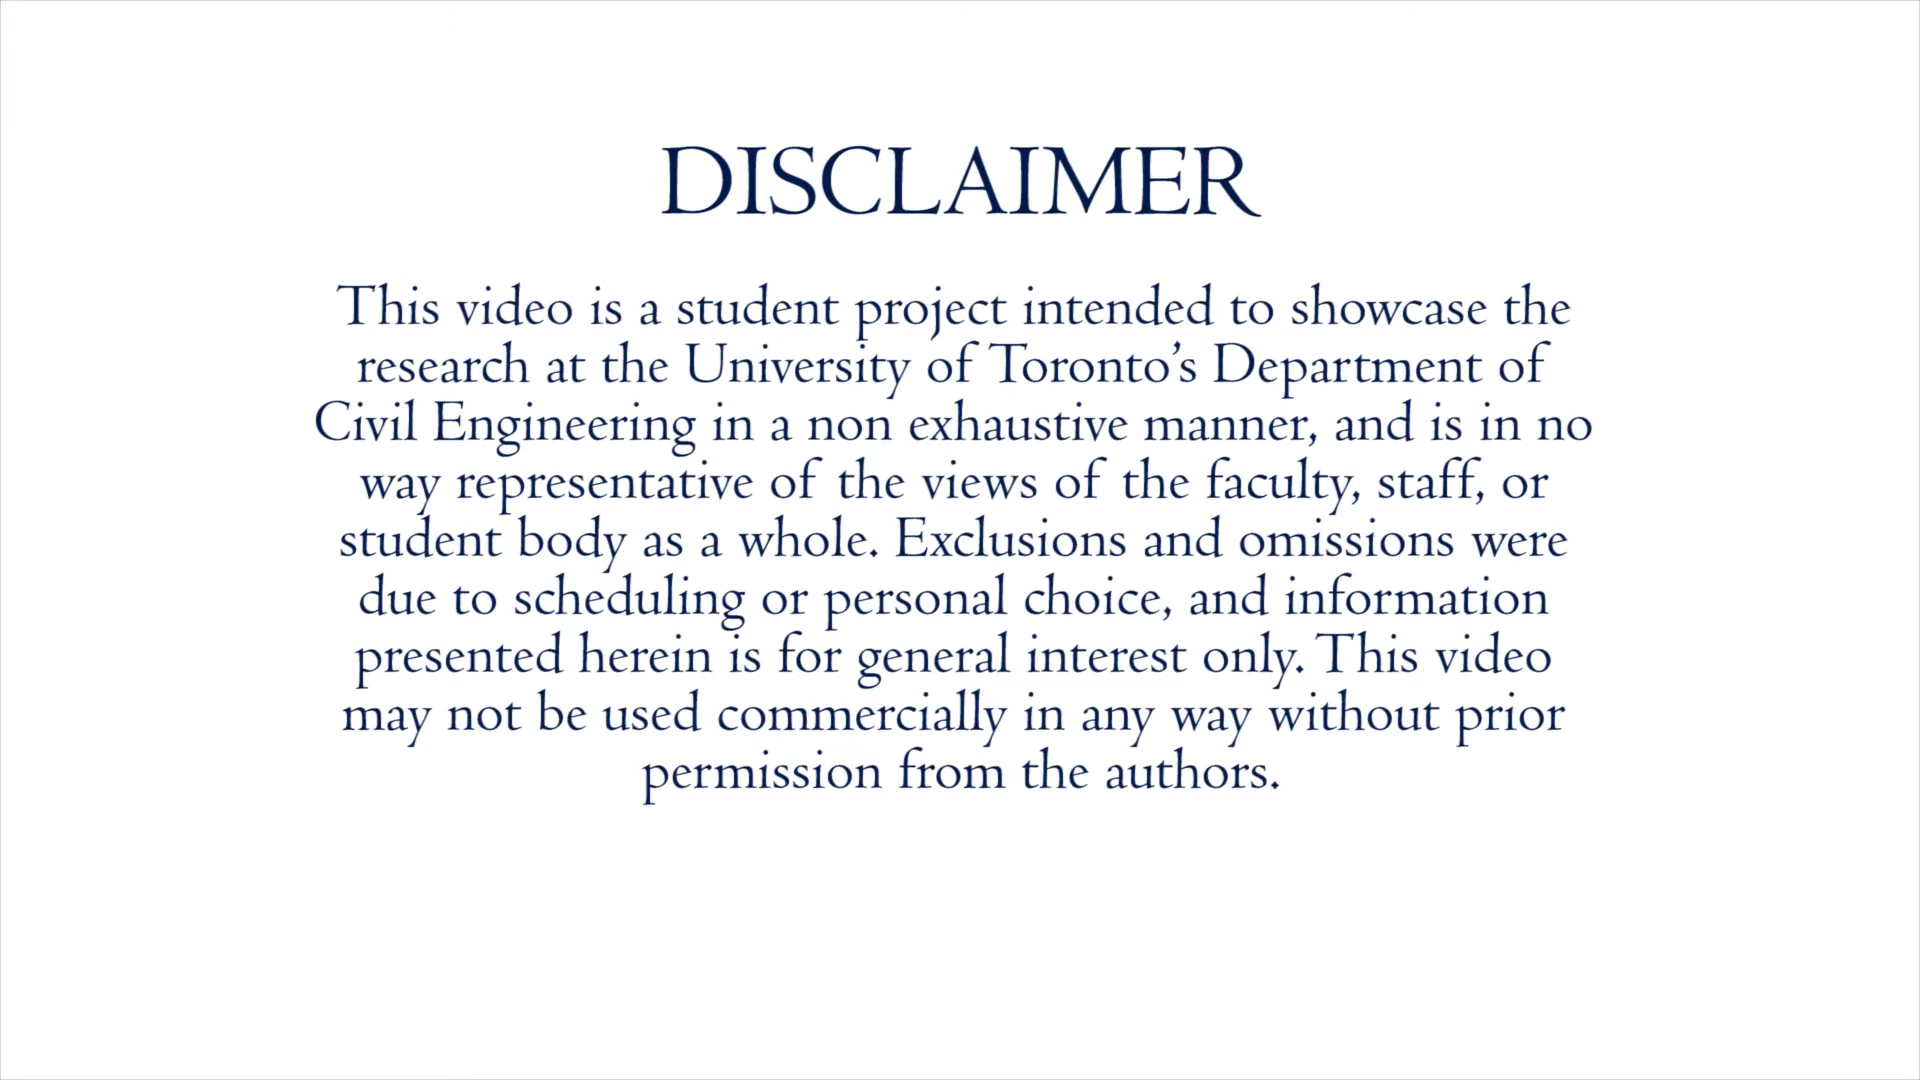 DISCLAIMER
This video is a student project intended to showcase the
research at the University of Toronto’s Department of
Civil Engineering in a non exhaustive manner, and is in no
way representative of the views of the faculty, staff, or
student body as a whole. Exclusions and omissions were
due to scheduling or personal choice, and information
presented herein is for general interest only. This video
may not be used commercially in any way without prior
permission from the authors.